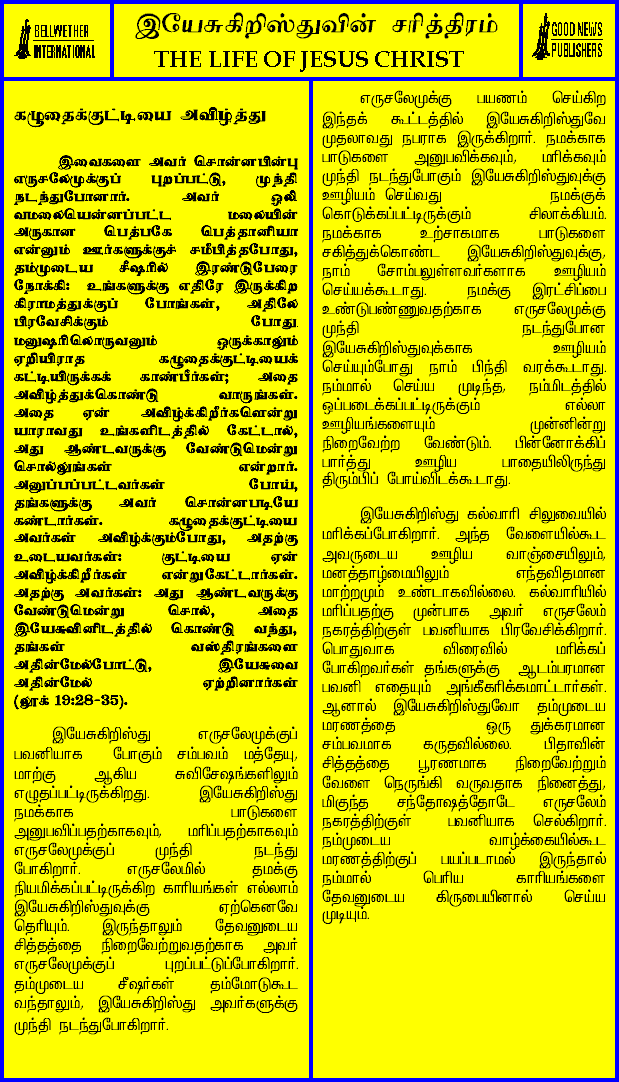 BELLWETHER
INTERNATIONAL
இயேசுகிறிஸ்துவின் சரித்திரம்
THE LIFE OF JESUS CHRIST
GOOD NEWS
PUBLISHERS
கழுதைக்குட்டியை அவிழ்த்து
இவைகளை அவர் சொன்னபின்பு
எருசலேமுக்குப் புறப்பட்டு, முந்தி
நடந்துபோனார். அவர் ஒலி
வமலையென்னப்பட்ட மலையின்
அருகான பெத்பகே பெத்தானியா
என்னும் ஊர்களுக்குச் சமீபித்தபோது,
தம்முடைய சீஷரில் இரண்டுபேரை
நோக்கி: உங்களுக்கு எதிரே இருக்கிற
கிராமத்துக்குப் போங்கள், அதிலே
பிரவேசிக்கும் போது
மனுஷரிலொருவனும் ஒருக்காலும்
ஏறியிராத கழுதைக்குட்டியைக்
கட்டியிருக்கக் காண்பீர்கள்; அதை
அவிழ்த்துக்கொண்டு வாருங்கள்.
அதை ஏன் அவிழ்க்கிறீர்களென்று
யாராவது உங்களிடத்தில் கேட்டால்,
அது ஆண்டவருக்கு வேண்டுமென்று
சொல்லுங்கள் என்றார்.
அனுப்பப்பட்டவர்கள் போய்,
தங்களுக்கு அவர் சொன்னபடியே
கண்டார்கள். கழுதைக்குட்டியை
அவர்கள் அவிழ்க்கும்போது, அதற்கு
உடையவர்கள்: குட்டியை ஏன்
அவிழ்க்கிறீர்கள் என்றுகேட்டார்கள்.
அதற்கு அவர்கள்: அது ஆண்டவருக்கு
வேண்டுமென்று சொல், அதை
இயேசுவினிடத்தில் கொண்டு வந்து,
தங்கள் வஸ்திரங்களை
அதின்மேல்போட்டு, இயேசுவை
அதின்மேல் ஏற்றினார்கள்
(லூக் 19:28-35).
இயேசுகிறிஸ்து எருசலேமுக்குப்
பவனியாக போகும் சம்பவம் மத்தேயு,
மாற்கு ஆகிய சுவிசேஷங்களிலும்
எழுதப்பட்டிருக்கிறது. இயேசுகிறிஸ்து
நமக்காக பாடுகளை
அனுபவிப்பதற்காகவும், மரிப்பதற்காகவும்
எருசலேமுக்குப் முந்தி நடந்து
போகிறார். எருசலேமில் தமக்கு
நியமிக்கப்பட்டிருக்கிற காரியங்கள் எல்லாம்
இயேசுகிறிஸ்துவுக்கு ஏற்கெனவே
தெரியும். இருந்தாலும் தேவனுடைய
சித்தத்தை நிறைவேற்றுவதற்காக அவர்
எருசலேமுக்குப் புறப்பட்டுப்போகிறார்.
தம்முடைய சீஷர்கள் தம்மோடுகூட
வந்தாலும், இயேசுகிறிஸ்து அவர்களுக்கு
முந்தி நடந்துபோகிறார்.
எருசலேமுக்கு பயணம் செய்கிற
இந்தக் கூட்டத்தில் இயேசுகிறிஸ்துவே
முதலாவது நபராக இருக்கிறார். நமக்காக
பாடுகளை அனுபவிக்கவும், மரிக்கவும்
முந்தி நடந்துபோகும் இயேசுகிறிஸ்துவுக்கு
ஊழியம் செய்வது நமக்குக்
கொடுக்கப்பட்டிருக்கும் சிலாக்கியம்.
நமக்காக உற்சாகமாக பாடுகளை
சகித்துக்கொண்ட இயேசுகிறிஸ்துவுக்கு,
நாம் சோம்பலுள்ளவர்களாக ஊழியம்
செய்யக்கூடாது. நமக்கு இரட்சிப்பை
உண்டுபண்ணுவதற்காக எருசலேமுக்கு
முந்தி நடந்துபோன
இயேசுகிறிஸ்துவுக்காக ஊழியம்
செய்யும்போது நாம் பிந்தி வரக்கூடாது.
நம்மால் செய்ய முடிந்த, நம்மிடத்தில்
ஒப்படைக்கப்பட்டிருக்கும் எல்லா
ஊழியங்களையும் முன்னின்று
நிறைவேற்ற வேண்டும். பின்னோக்கிப்
பார்த்து ஊழிய பாதையிலிருந்து
திரும்பிப் போய்விடக்கூடாது.
இயேசுகிறிஸ்து கல்வாரி சிலுவையில்
மரிக்கப்போகிறார். அந்த வேளையில்கூட
அவருடைய ஊழிய வாஞ்சையிலும்,
மனத்தாழ்மையிலும் எந்தவிதமான
மாற்றமும் உண்டாகவில்லை. கல்வாரியில்
மரிப்பதற்கு முன்பாக அவர் எருசலேம்
நகரத்திற்குள் பவனியாக பிரவேசிக்கிறார்.
பொதுவாக விரைவில் மரிக்கப்
போகிறவர்கள் தங்களுக்கு ஆடம்பரமான
பவனி எதையும் அங்கீகரிக்கமாட்டார்கள்.
ஆனால் இயேசுகிறிஸ்துவோ தம்முடைய
மரணத்தை ஒரு துக்கரமான
சம்பவமாக கருதவில்லை. பிதாவின்
சித்தத்தை பூரணமாக நிறைவேற்றும்
வேளை நெருங்கி வருவதாக நினைத்து,
மிகுந்த சந்தோஷத்தோடே எருசலேம்
நகரத்திற்குள் பவனியாக செல்கிறார்.
நம்முடைய வாழ்க்கையில்கூட
மரணத்திற்குப் பயப்படாமல் இருந்தால்
நம்மால் பெரிய காரியங்களை
தேவனுடைய கிருபையினால் செய்ய
முடியும்.